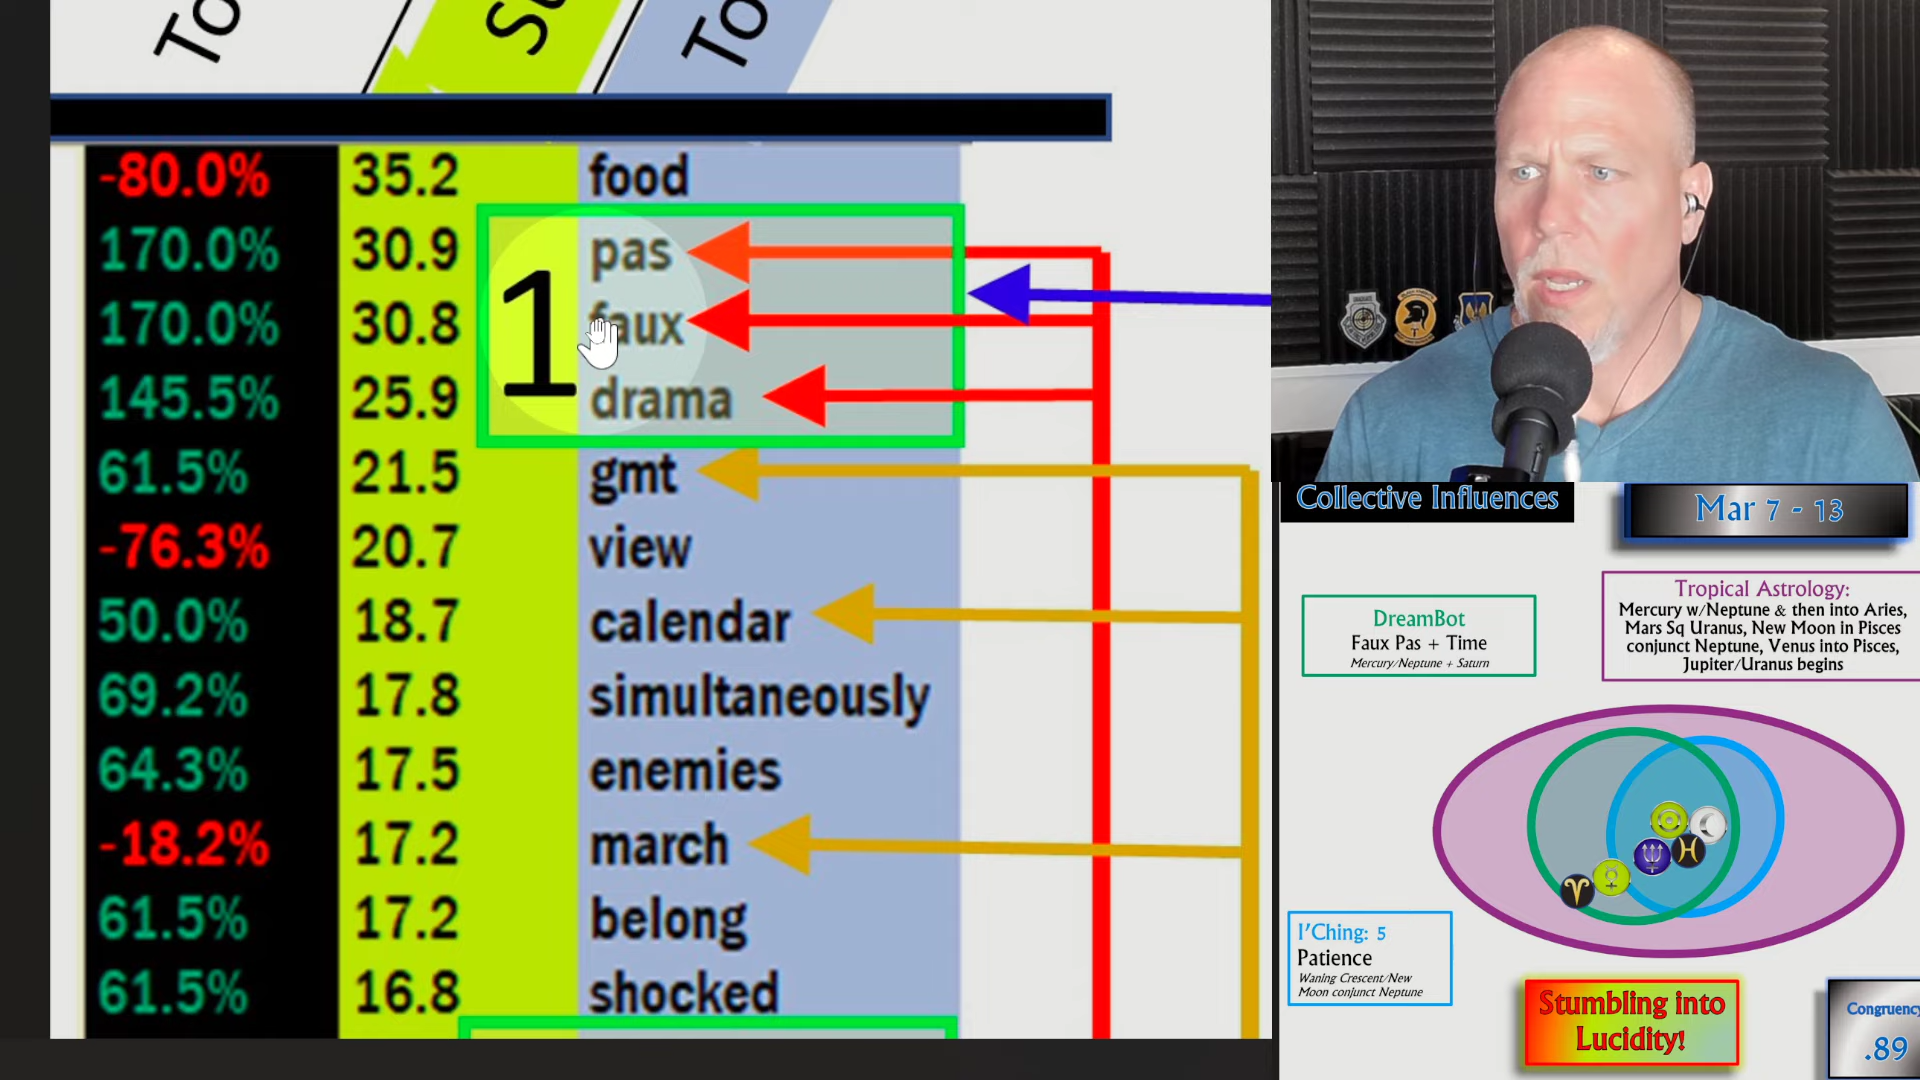 To
Su
To
-80.0% 35.2 food
170.0% 30.9 pas
170.0% 30.8 faux
145.5% 25.9 drama
1
61.5% 21.5 gmt
-76.3% 20.7 view
50.0% 18.7 calendar
69.2% 17.8 simultaneously
64.3% 17.5 enemies
-18.2% 17.2 march
61.5% 17.2 belong
61.5% 16.8 shocked
Collective Influences
Mar 7 - 13
DreamBot
Faux Pas + Time
Mercury/Neptune + Saturn
Tropical Astrology:
Mercury w/Neptune & then into Aries,
Mars Sq Uranus, New Moon in Pisces
conjunct Neptune, Venus into Pisces,
Jupiter/Uranus begins
I'Ching: 5
Patience
Waning Crescent/New
Moon conjunct Neptune
Stumbling into
Lucidity!
Congruency
.89